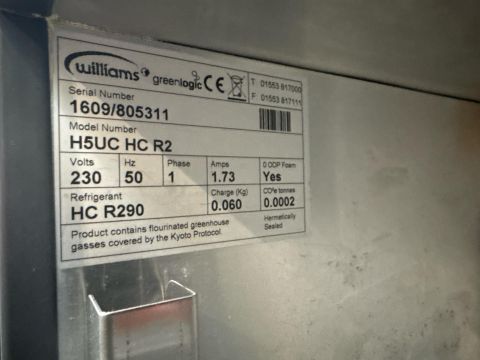 williams greenlogic CE T: 01553 817000
F: 01553 817111
Serial Number
1609/805311
Model Number
H5UC HC R2
Volts Hz Phase Amps 0 ODP Foam
230 50 1 1.73 Yes
Refrigerant Charge (Kg) CO²e tonnes
HC R290 0.060 0.0002
Product contains flourinated greenhouse
gasses covered by the Kyoto Protocol.
Hermetically
Sealed